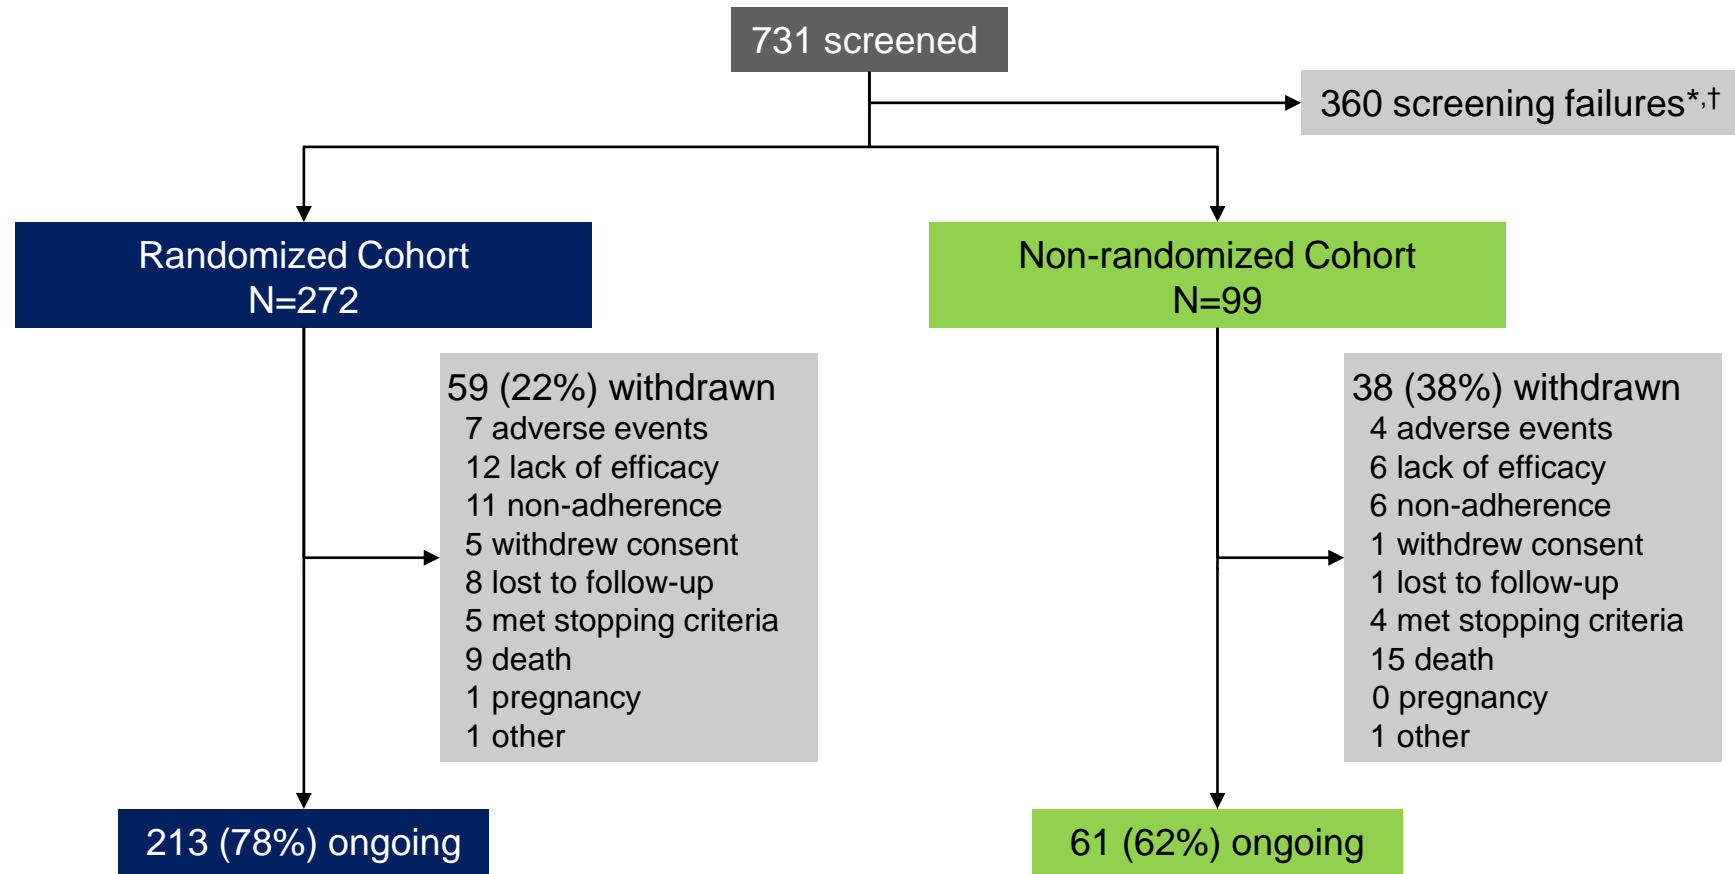 731 screened
360 screening failures*,†
Randomized Cohort
N=272
Non-randomized Cohort
N=99
59 (22%) withdrawn
7 adverse events
12 lack of efficacy
11 non-adherence
5 withdrew consent
8 lost to follow-up
5 met stopping criteria
9 death
1 pregnancy
1 other
38 (38%) withdrawn
4 adverse events
6 lack of efficacy
6 non-adherence
1 withdrew consent
1 lost to follow-up
4 met stopping criteria
15 death
0 pregnancy
1 other
213 (78%) ongoing
61 (62%) ongoing